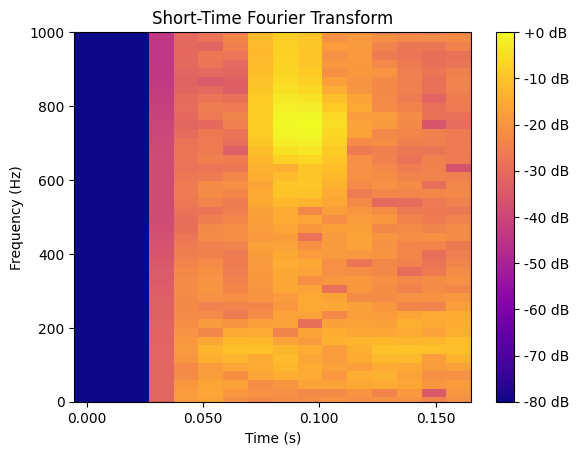 Short-Time Fourier Transform
1000
800
600
400
200
0
Frequency (Hz)
0.000
0.050
0.100
0.150
Time (s)
+0 dB
-10 dB
-20 dB
-30 dB
-40 dB
-50 dB
-60 dB
-70 dB
-80 dB